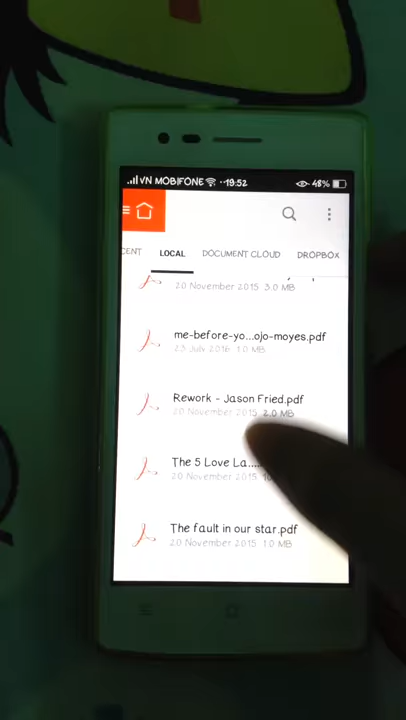 VN MOBIFONE 19:52 48%
CENT LOCAL DOCUMENT CLOUD DROPBOX
20 November 2015 3.0 MB
me-before-yo...ojo-moyes.pdf
23 July 2016 1.0 MB
Rework - Jason Fried.pdf
20 November 2015 2.0 MB
The 5 Love La...
20 November 2015
The fault in our star.pdf
20 November 2015 1.0 MB